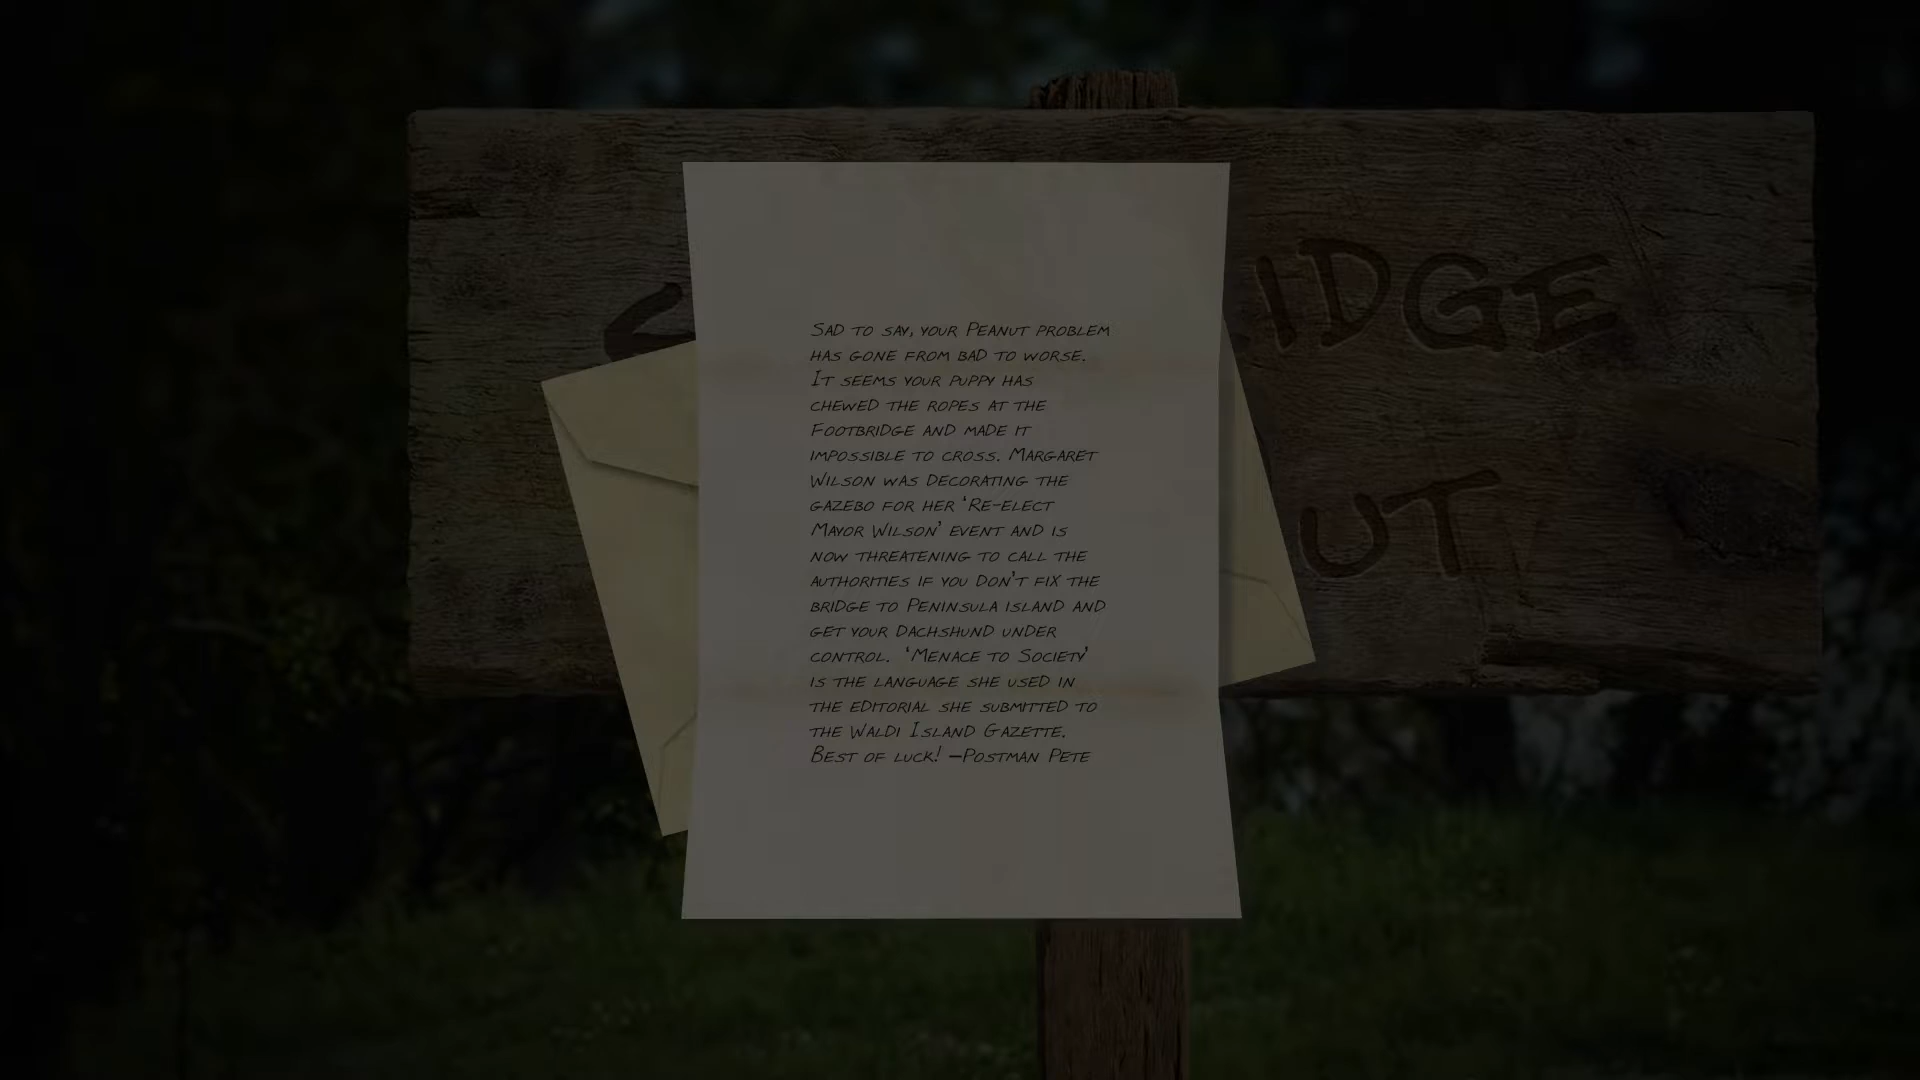 IDGE
UT
Sad to say, your Peanut problem
has gone from bad to worse.
It seems your puppy has
chewed the ropes at the
Footbridge and made it
impossible to cross. Margaret
Wilson was decorating the
gazebo for her 'Re-elect
Mayor Wilson' event and is
now threatening to call the
authorities if you don't fix the
bridge to Peninsula island and
get your dachshund under
control. 'Menace to Society'
is the language she used in
the editorial she submitted to
the Waldi Island Gazette.
Best of luck! –Postman Pete